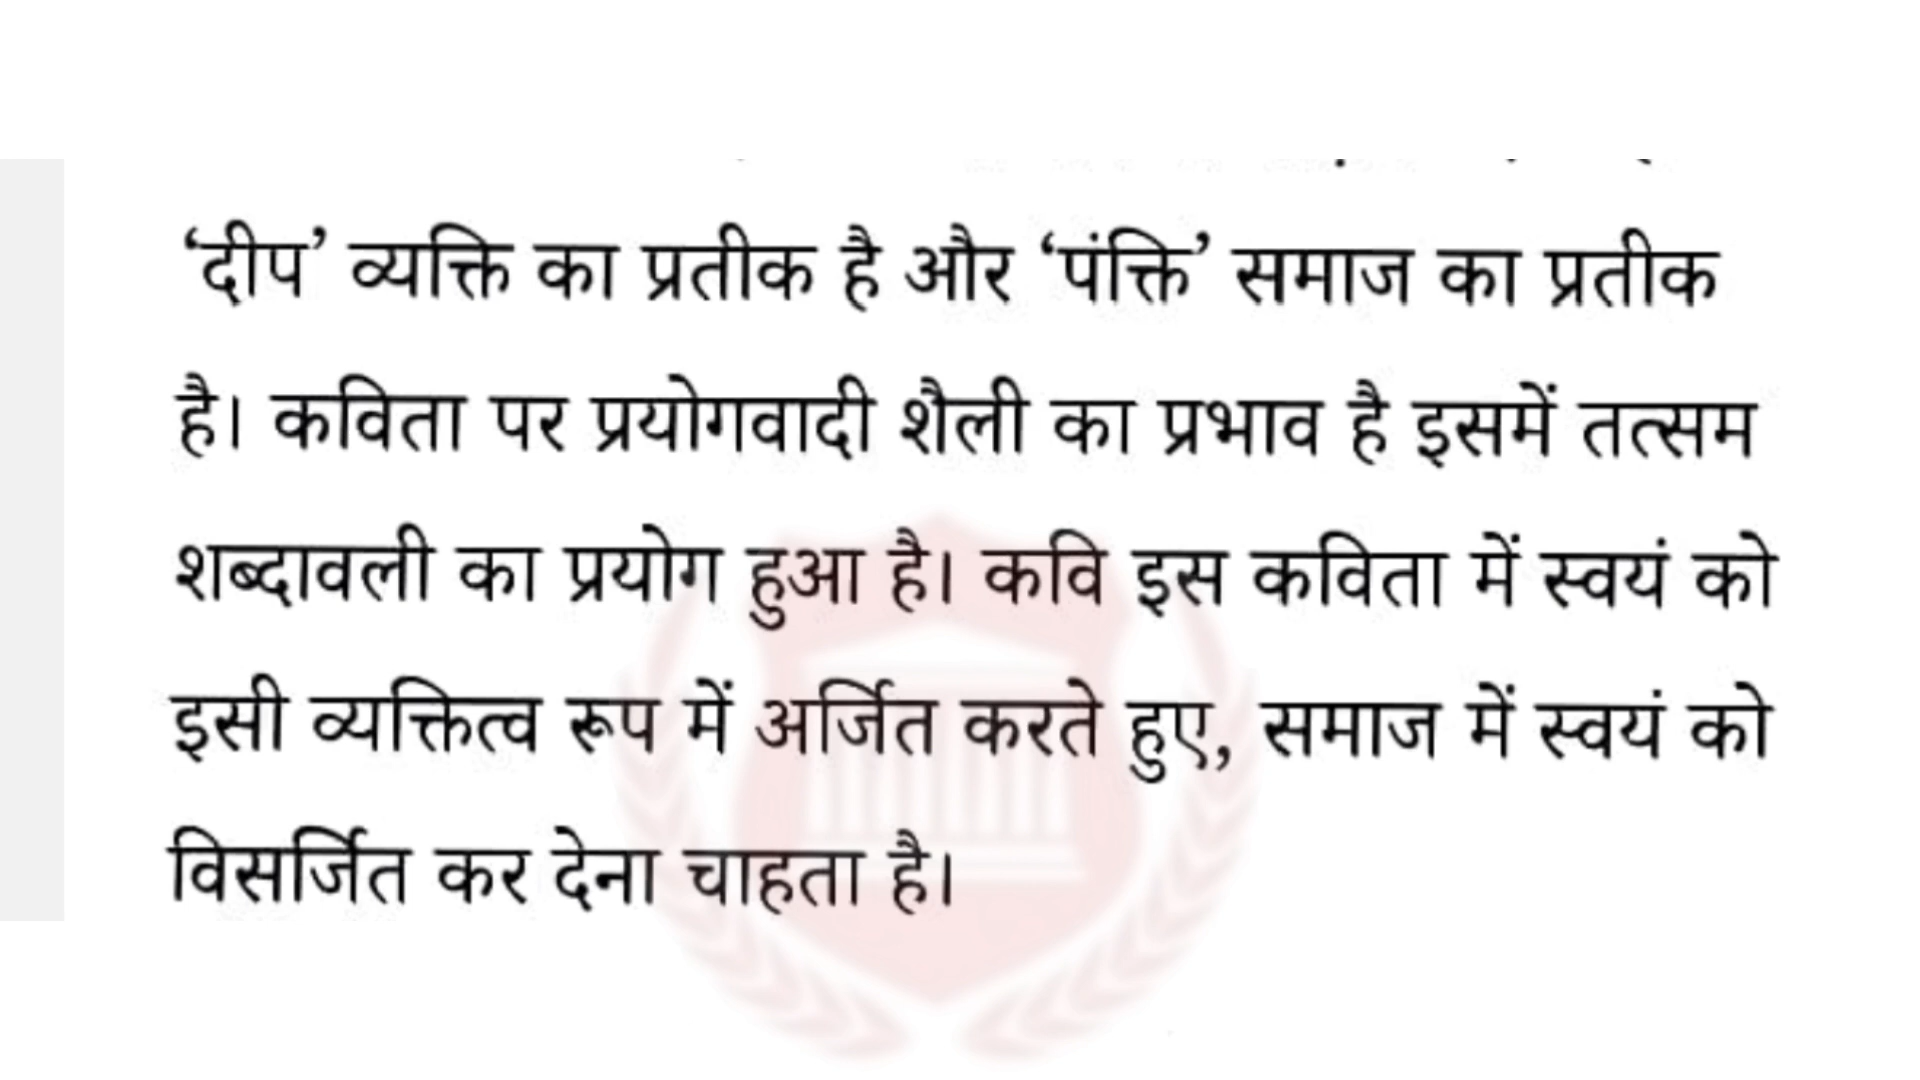 ‘दीप’ व्यक्ति का प्रतीक है और ‘पंक्ति’ समाज का प्रतीक
है। कविता पर प्रयोगवादी शैली का प्रभाव है इसमें तत्सम
शब्दावली का प्रयोग हुआ है। कवि इस कविता में स्वयं को
इसी व्यक्तित्व रूप में अर्जित करते हुए, समाज में स्वयं को
विसर्जित कर देना चाहता है।